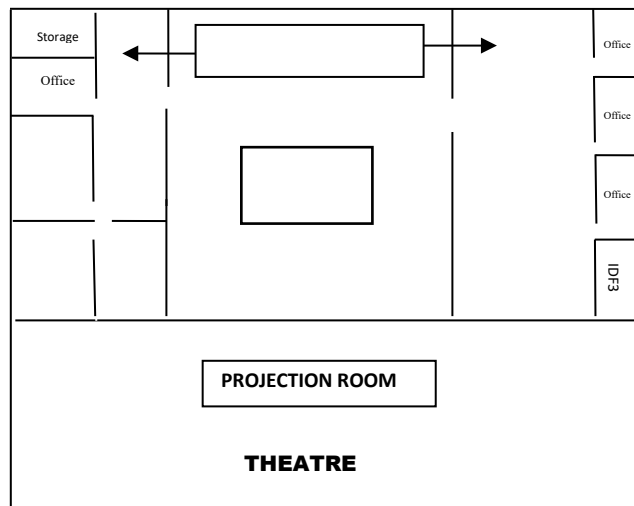 Storage
Office
Office
Office
Office
IDF3
PROJECTION ROOM
THEATRE